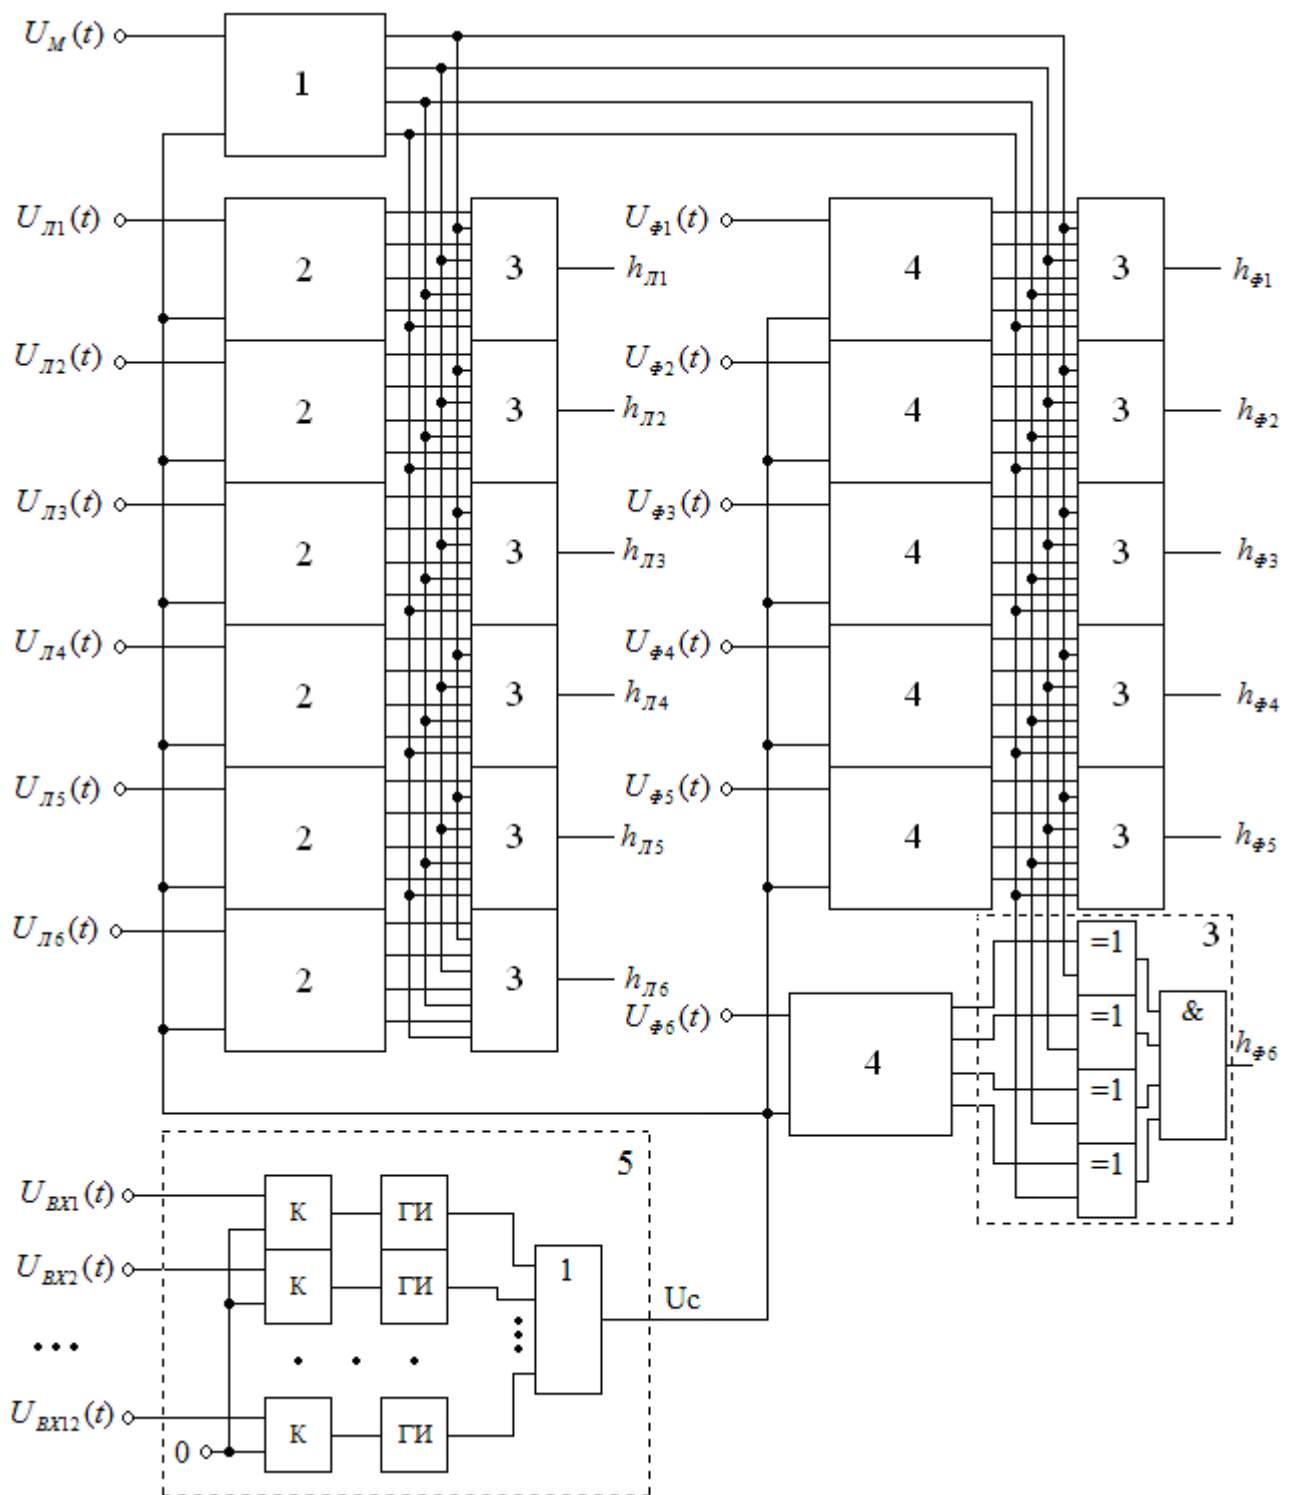 U_М(t)
1
U_Л1(t)
2
3
h_Л1
U_Ф1(t)
4
3
h_Ф1
U_Л2(t)
2
3
h_Л2
U_Ф2(t)
4
3
h_Ф2
U_Л3(t)
2
3
h_Л3
U_Ф3(t)
4
3
h_Ф3
U_Л4(t)
2
3
h_Л4
U_Ф4(t)
4
3
h_Ф4
U_Л5(t)
2
3
h_Л5
U_Ф5(t)
4
3
h_Ф5
U_Л6(t)
2
3
h_Л6
U_Ф6(t)
4
3
=1
=1
=1
=1
&
h_Ф6
5
U_ВХ1(t)
К
ГИ
U_ВХ2(t)
К
ГИ
1
Uc
...
U_ВХ12(t)
К
ГИ
0